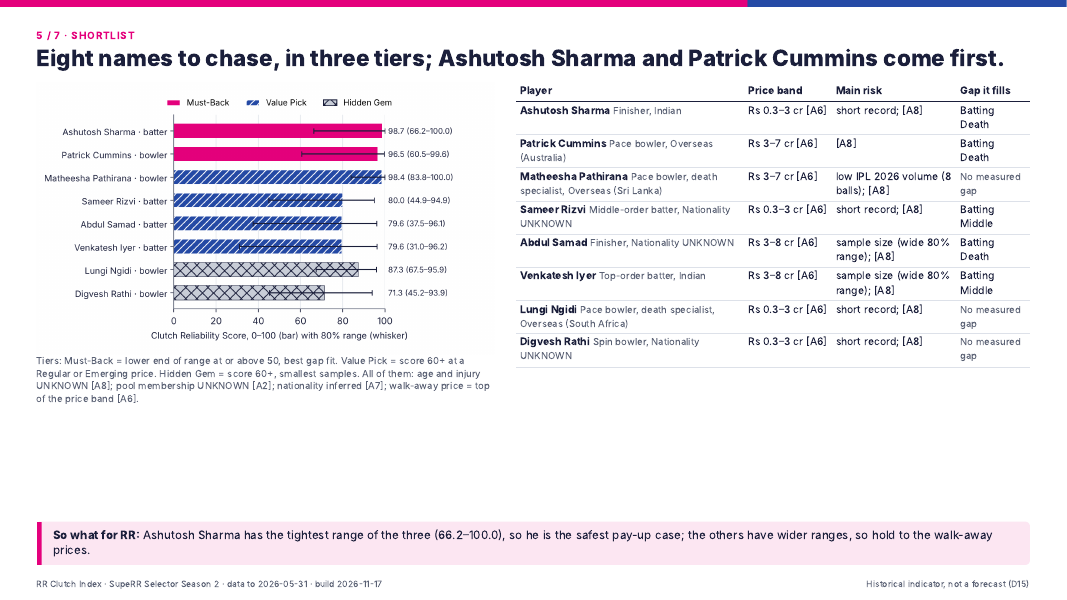 5 / 7 · SHORTLIST
Eight names to chase, in three tiers; Ashutosh Sharma and Patrick Cummins come first.
Must-Back Value Pick Hidden Gem
Ashutosh Sharma · batter 98.7 (66.2–100.0)
Patrick Cummins · bowler 96.5 (60.5–99.6)
Matheesha Pathirana · bowler 98.4 (83.8–100.0)
Sameer Rizvi · batter 80.0 (44.9–94.9)
Abdul Samad · batter 79.6 (37.5–96.1)
Venkatesh Iyer · batter 79.6 (31.0–96.2)
Lungi Ngidi · bowler 87.3 (67.5–95.9)
Digvesh Rathi · bowler 71.3 (45.2–93.9)
0 20 40 60 80 100
Clutch Reliability Score, 0–100 (bar) with 80% range (whisker)
Tiers: Must-Back = lower end of range at or above 50, best gap fit. Value Pick = score 60+ at a
Regular or Emerging price. Hidden Gem = score 60+, smallest samples. All of them: age and injury
UNKNOWN [A8]; pool membership UNKNOWN [A2]; nationality inferred [A7]; walk-away price = top
of the price band [A6].
Player Price band Main risk Gap it fills
Ashutosh Sharma Finisher, Indian Rs 0.3–3 cr [A6] short record; [A8] Batting
Death
Patrick Cummins Pace bowler, Overseas Rs 3–7 cr [A6] [A8] Batting
(Australia) Death
Matheesha Pathirana Pace bowler, death Rs 3–7 cr [A6] low IPL 2026 volume (8 No measured
specialist, Overseas (Sri Lanka) balls); [A8] gap
Sameer Rizvi Middle-order batter, Nationality Rs 0.3–3 cr [A6] short record; [A8] Batting
UNKNOWN Middle
Abdul Samad Finisher, Nationality UNKNOWN Rs 3–8 cr [A6] sample size (wide 80% Batting
range); [A8] Death
Venkatesh Iyer Top-order batter, Indian Rs 3–8 cr [A6] sample size (wide 80% Batting
range); [A8] Middle
Lungi Ngidi Pace bowler, death specialist, Rs 0.3–3 cr [A6] short record; [A8] No measured
Overseas (South Africa) gap
Digvesh Rathi Spin bowler, Nationality Rs 0.3–3 cr [A6] short record; [A8] No measured
UNKNOWN gap
So what for RR: Ashutosh Sharma has the tightest range of the three (66.2–100.0), so he is the safest pay-up case; the others have wider ranges, so hold to the walk-away
prices.
RR Clutch Index · SupeRR Selector Season 2 · data to 2026-05-31 · build 2026-11-17 Historical indicator, not a forecast (D15)